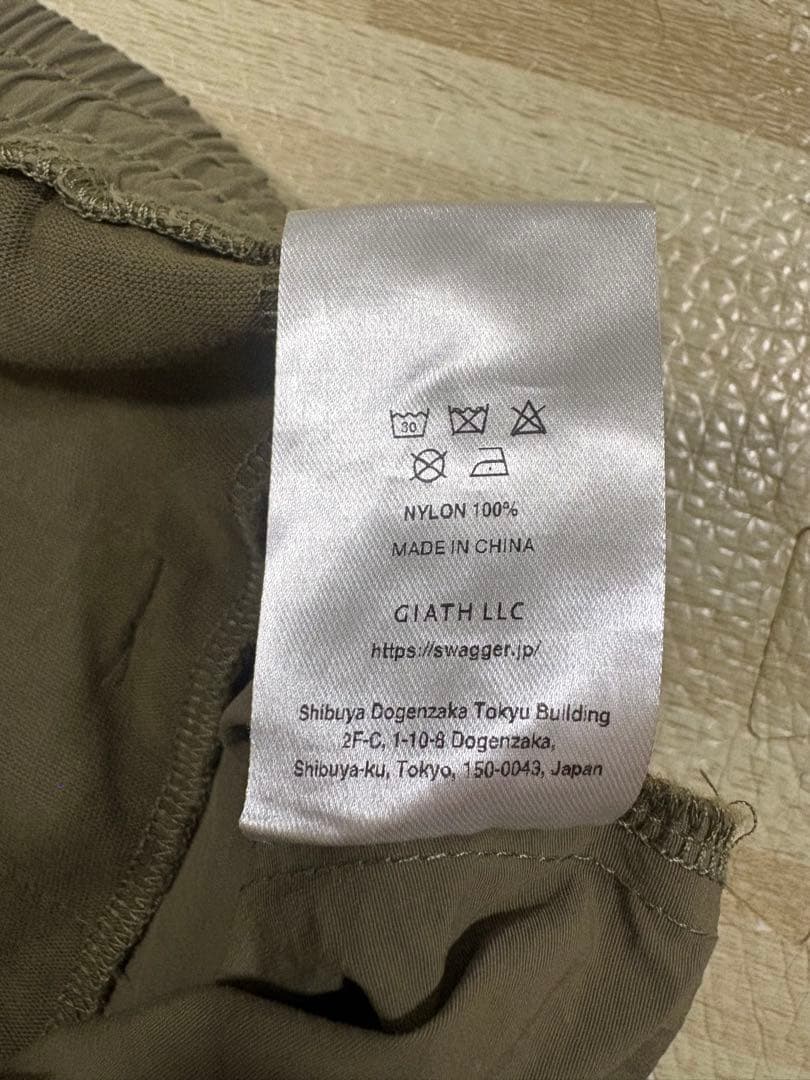 30
NYLON 100%
MADE IN CHINA
GIATH LLC
https://swagger.jp/
Shibuya Dogenzaka Tokyu Building
2F-C, 1-10-8 Dogenzaka,
Shibuya-ku, Tokyo, 150-0043, Japan